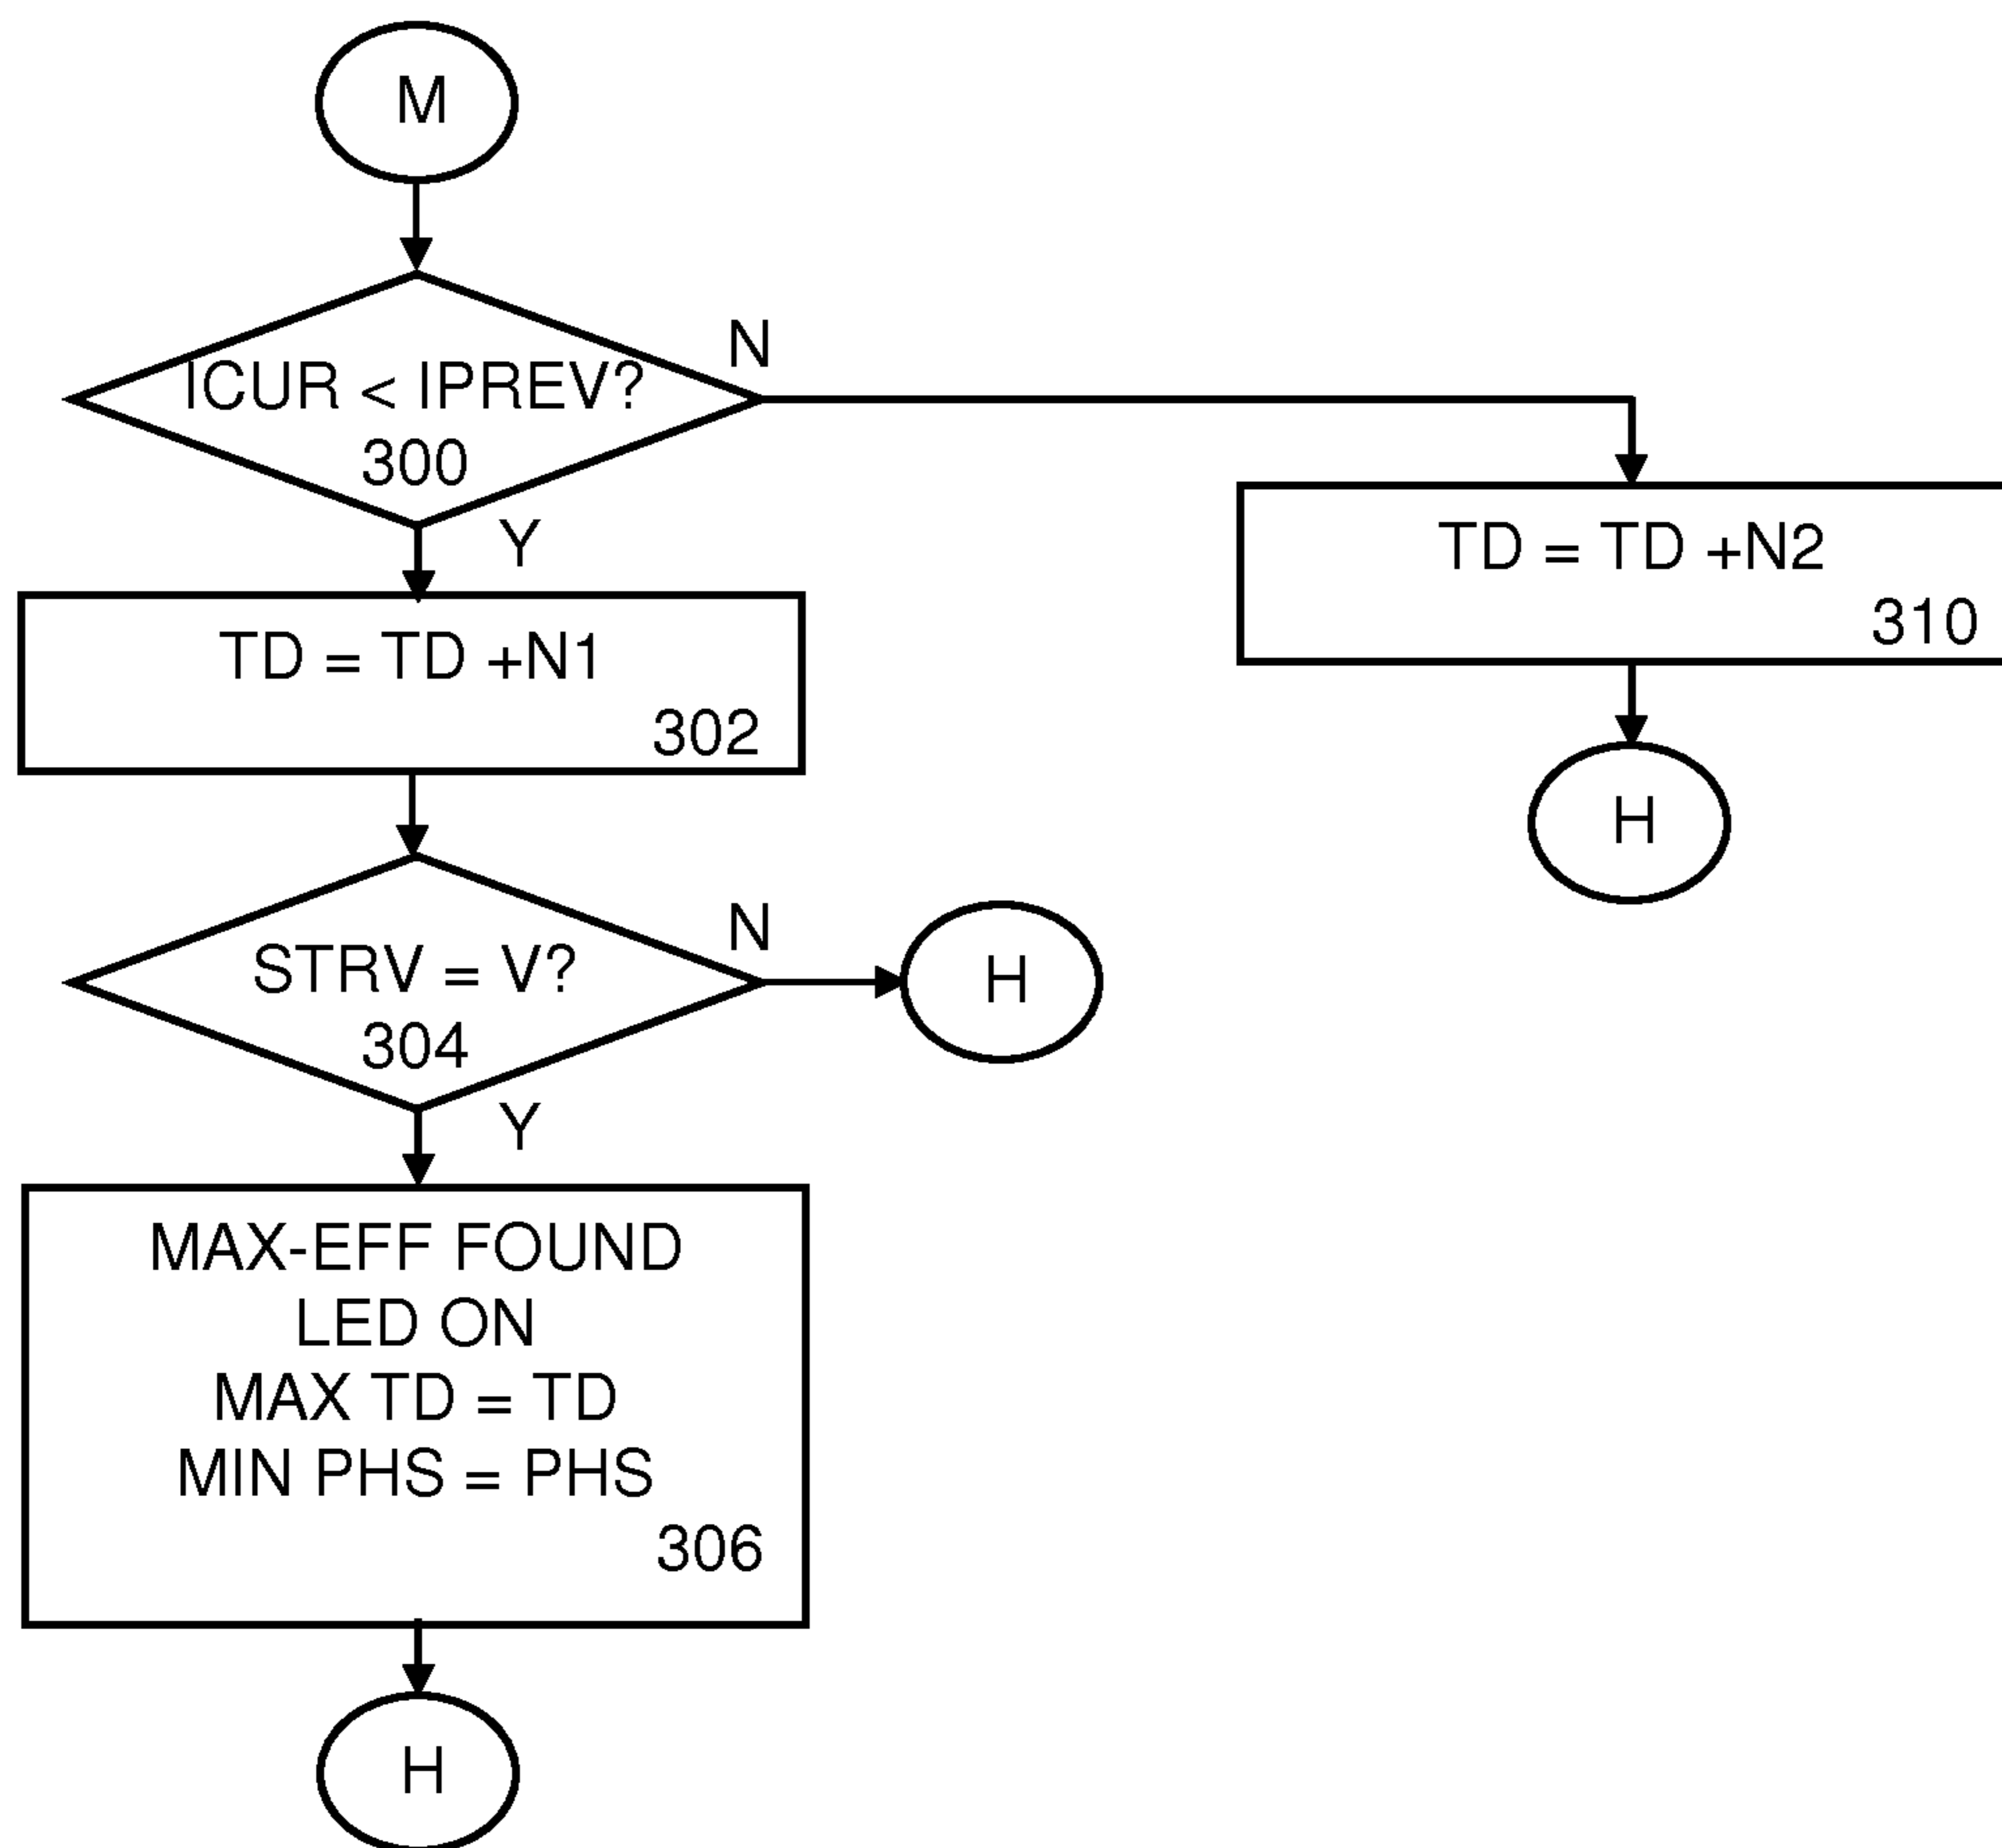 M
ICUR < IPREV?
300
N
Y
TD = TD +N2
310
H
TD = TD +N1
302
STRV = V?
304
N
H
Y
MAX-EFF FOUND
LED ON
MAX TD = TD
MIN PHS = PHS
306
H